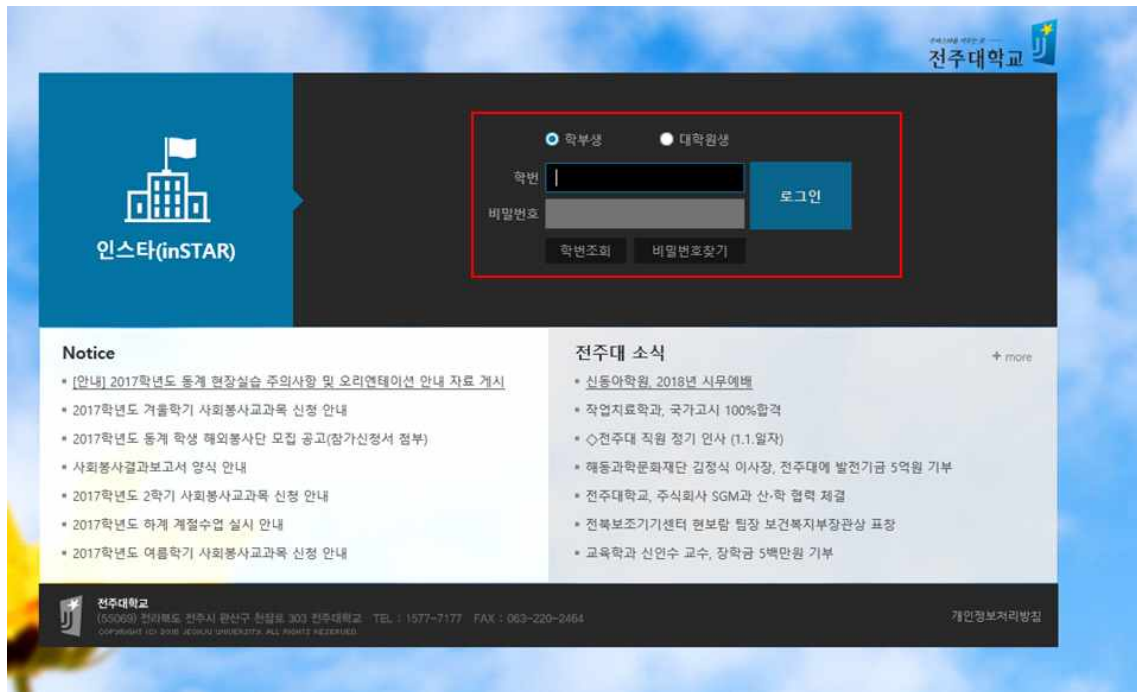 전주대학교
학부생
대학원생
학번
비밀번호
로그인
학번조회
비밀번호찾기
인스타(inSTAR)
Notice
[안내] 2017학년도 동계 현장실습 주의사항 및 오리엔테이션 안내 자료 게시
2017학년도 겨울학기 사회봉사교과목 신청 안내
2017학년도 동계 학생 해외봉사단 모집 공고(참가신청서 첨부)
사회봉사결과보고서 양식 안내
2017학년도 2학기 사회봉사교과목 신청 안내
2017학년도 하계 계절수업 실시 안내
2017학년도 여름학기 사회봉사교과목 신청 안내
전주대 소식
+ more
신동아학원, 2018년 시무예배
작업치료학과, 국가고시 100%합격
◇전주대 직원 정기 인사 (1.1.일자)
해동과학문화재단 김정식 이사장, 전주대에 발전기금 5억원 기부
전주대학교, 주식회사 SGM과 산·학 협력 체결
전북보조기기센터 현보람 팀장 보건복지부장관상 표창
교육학과 신인수 교수, 장학금 5백만원 기부
전주대학교
(55069) 전라북도 전주시 완산구 천잠로 303 전주대학교 TEL : 1577-7177 FAX : 063-220-2464
COPYRIGHT (C) 2010 JEONJU UNIVERSITY. ALL RIGHTS RESERVED
개인정보처리방침